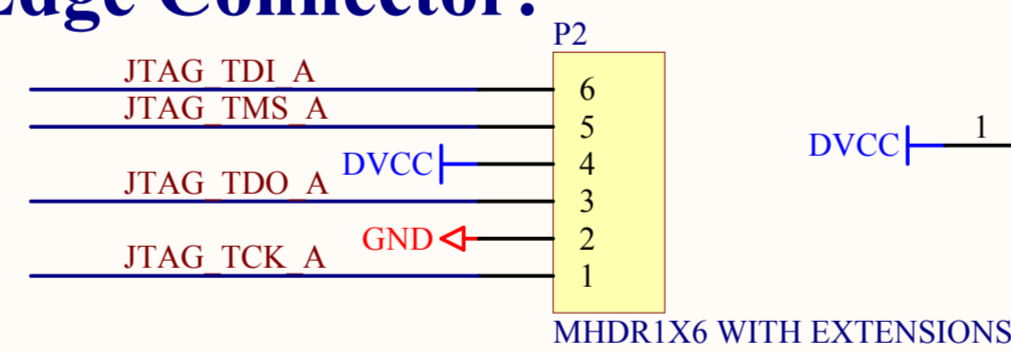 Edge Connector:
P2
JTAG_TDI_A
6
JTAG_TMS_A
5
DVCC
4
JTAG_TDO_A
3
GND
2
JTAG_TCK_A
1
MHDR1X6 WITH EXTENSIONS
DVCC
1